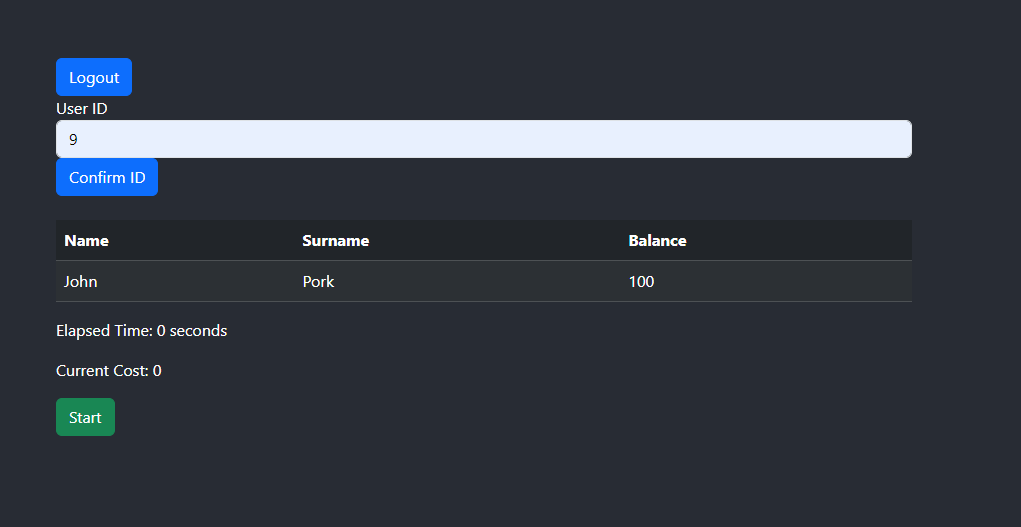 Logout
User ID
9
Confirm ID
Name Surname Balance
John Pork 100
Elapsed Time: 0 seconds
Current Cost: 0
Start